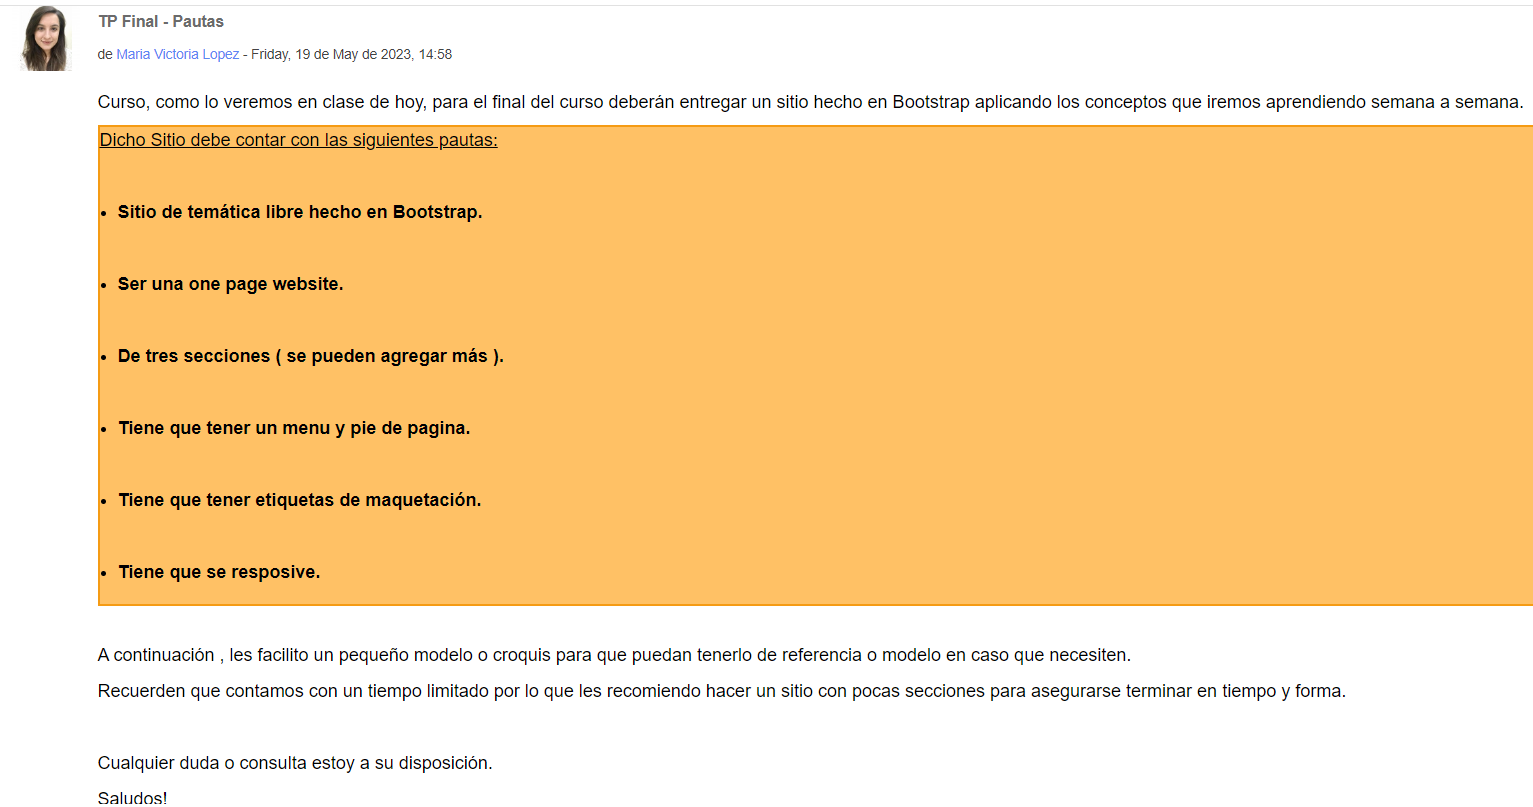 TP Final - Pautas
de Maria Victoria Lopez - Friday, 19 de May de 2023, 14:58
Curso, como lo veremos en clase de hoy, para el final del curso deberán entregar un sitio hecho en Bootstrap aplicando los conceptos que iremos aprendiendo semana a semana.
Dicho Sitio debe contar con las siguientes pautas:
• Sitio de temática libre hecho en Bootstrap.
• Ser una one page website.
• De tres secciones ( se pueden agregar más ).
• Tiene que tener un menu y pie de pagina.
• Tiene que tener etiquetas de maquetación.
• Tiene que se resposive.
A continuación , les facilito un pequeño modelo o croquis para que puedan tenerlo de referencia o modelo en caso que necesiten.
Recuerden que contamos con un tiempo limitado por lo que les recomiendo hacer un sitio con pocas secciones para asegurarse terminar en tiempo y forma.
Cualquier duda o consulta estoy a su disposición.
Saludos!